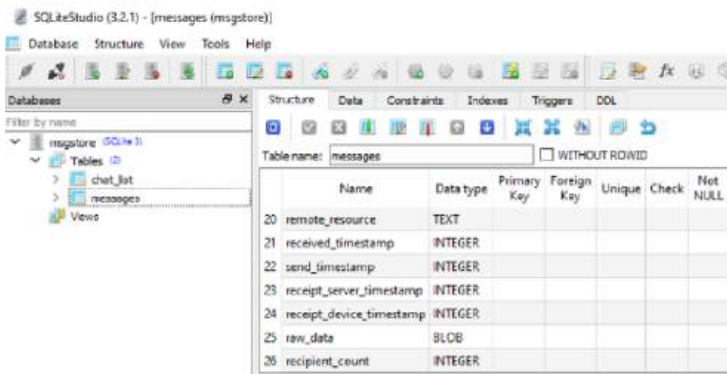 SQLiteStudio (3.2.1) - [messages (msgstore)]
Database Structure View Tools Help
Databases
Filter by name
msgstore (SQLite 3)
Tables (2)
chat_list
messages
Views
Structure Data Constraints Indexes Triggers DDL
Table name: messages WITHOUT ROWID
Name Data type Primary Key Foreign Key Unique Check Not NULL
20 remote_resource TEXT
21 received_timestamp INTEGER
22 send_timestamp INTEGER
23 receipt_server_timestamp INTEGER
24 receipt_device_timestamp INTEGER
25 raw_data BLOB
26 recipient_count INTEGER